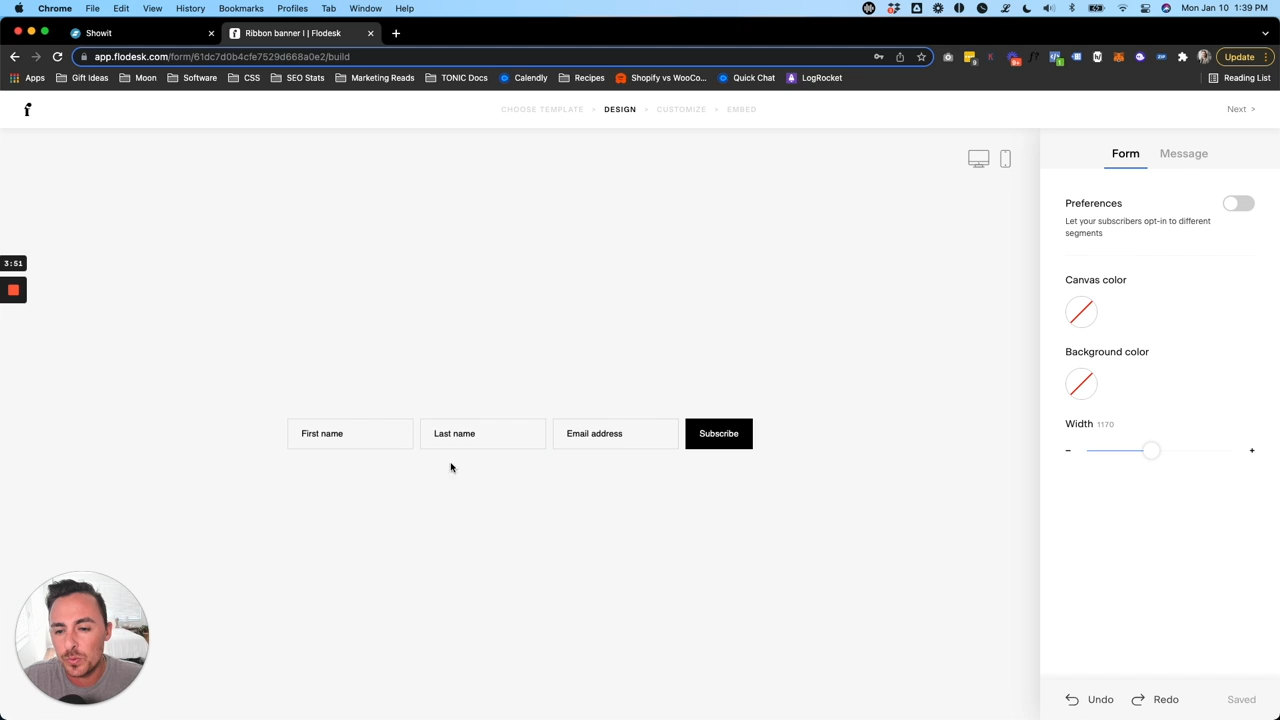 Chrome File Edit View History Bookmarks Profiles Tab Window Help Mon Jan 10 1:39 PM
Showit Ribbon banner I | Flodesk
app.flodesk.com/form/61dc7d0b4cfe7529d668a0e2/build Update
Apps Gift Ideas Moon Software CSS SEO Stats Marketing Reads TONIC Docs Calendly Recipes Shopify vs WooCo... Quick Chat LogRocket Reading List
CHOOSE TEMPLATE > DESIGN > CUSTOMIZE > EMBED Next >
Form Message
Preferences
Let your subscribers opt-in to different
segments
3:51
Canvas color
Background color
Width 1170
First name Last name Email address Subscribe
- +
Undo Redo Saved